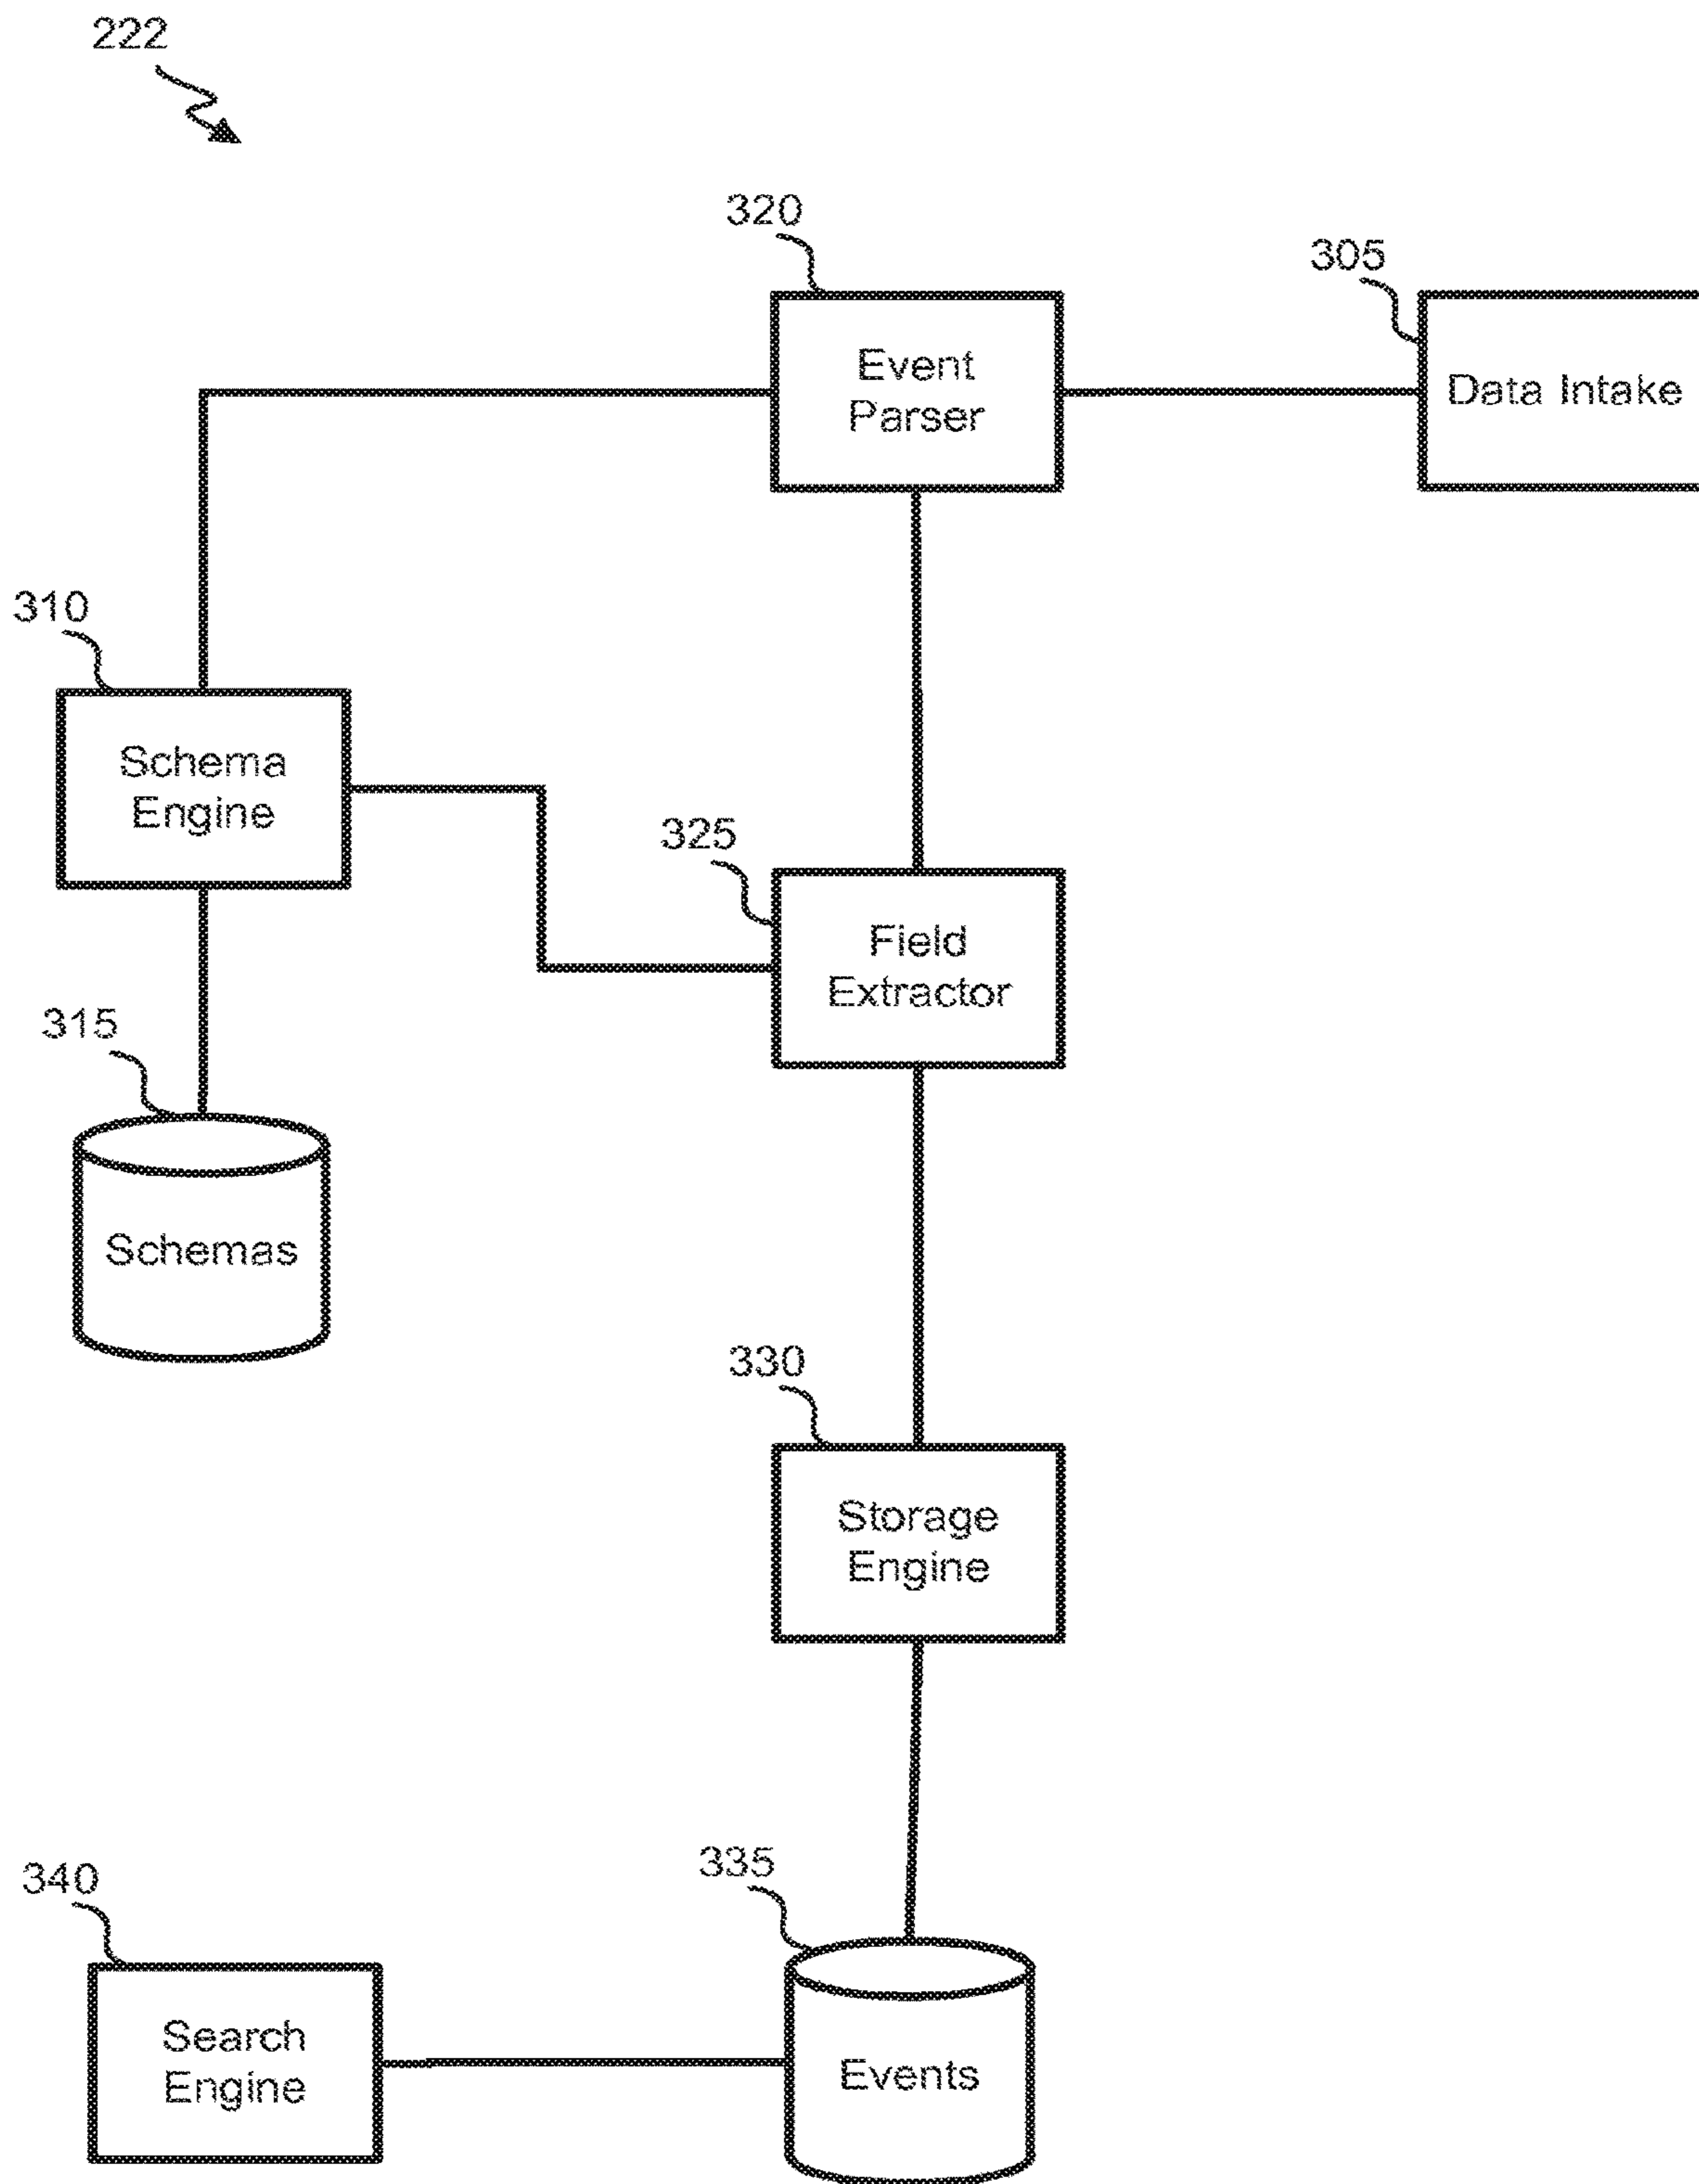 222
320
305
Event
Parser
Data Intake
310
Schema
Engine
325
Field
Extractor
315
Schemas
330
Storage
Engine
335
340
Search
Engine
Events